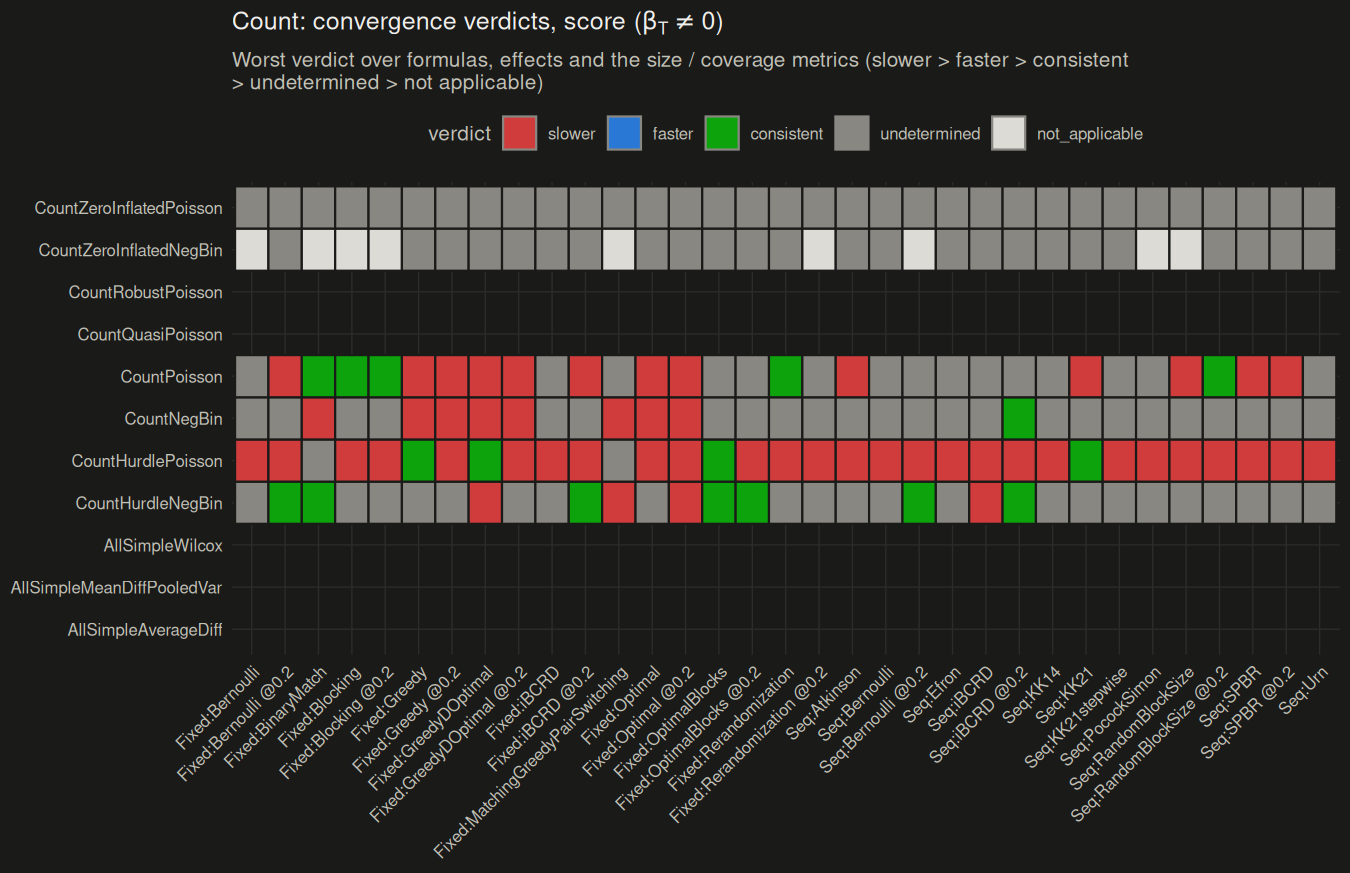 Count: convergence verdicts, score (βT ≠ 0)
Worst verdict over formulas, effects and the size / coverage metrics (slower > faster > consistent
> undetermined > not applicable)
verdict slower faster consistent undetermined not_applicable
CountZeroInflatedPoisson
CountZeroInflatedNegBin
CountRobustPoisson
CountQuasiPoisson
CountPoisson
CountNegBin
CountHurdlePoisson
CountHurdleNegBin
AllSimpleWilcox
AllSimpleMeanDiffPooledVar
AllSimpleAverageDiff
Fixed:Bernoulli
Fixed:Bernoulli @0.2
Fixed:BinaryMatch
Fixed:Blocking
Fixed:Blocking @0.2
Fixed:Greedy
Fixed:Greedy @0.2
Fixed:GreedyDOptimal
Fixed:GreedyDOptimal @0.2
Fixed:iBCRD
Fixed:iBCRD @0.2
Fixed:MatchingGreedyPairSwitching
Fixed:Optimal
Fixed:Optimal @0.2
Fixed:OptimalBlocks
Fixed:OptimalBlocks @0.2
Fixed:Rerandomization
Fixed:Rerandomization @0.2
Seq:Atkinson
Seq:Bernoulli
Seq:Bernoulli @0.2
Seq:Efron
Seq:iBCRD
Seq:iBCRD @0.2
Seq:KK14
Seq:KK21
Seq:KK21stepwise
Seq:PocockSimon
Seq:RandomBlockSize
Seq:RandomBlockSize @0.2
Seq:SPBR
Seq:SPBR @0.2
Seq:Urn